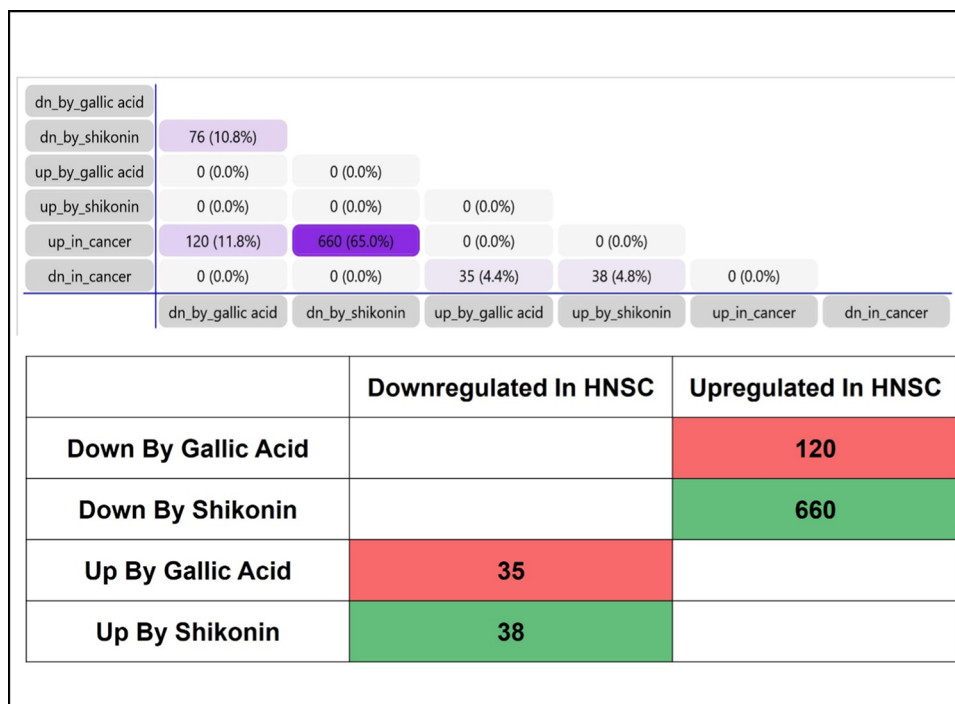 dn_by_gallic acid
dn_by_shikonin 76 (10.8%)
up_by_gallic acid 0 (0.0%) 0 (0.0%)
up_by_shikonin 0 (0.0%) 0 (0.0%) 0 (0.0%)
up_in_cancer 120 (11.8%) 660 (65.0%) 0 (0.0%) 0 (0.0%)
dn_in_cancer 0 (0.0%) 0 (0.0%) 35 (4.4%) 38 (4.8%) 0 (0.0%)
dn_by_gallic acid dn_by_shikonin up_by_gallic acid up_by_shikonin up_in_cancer dn_in_cancer
Downregulated In HNSC Upregulated In HNSC
Down By Gallic Acid 120
Down By Shikonin 660
Up By Gallic Acid 35
Up By Shikonin 38